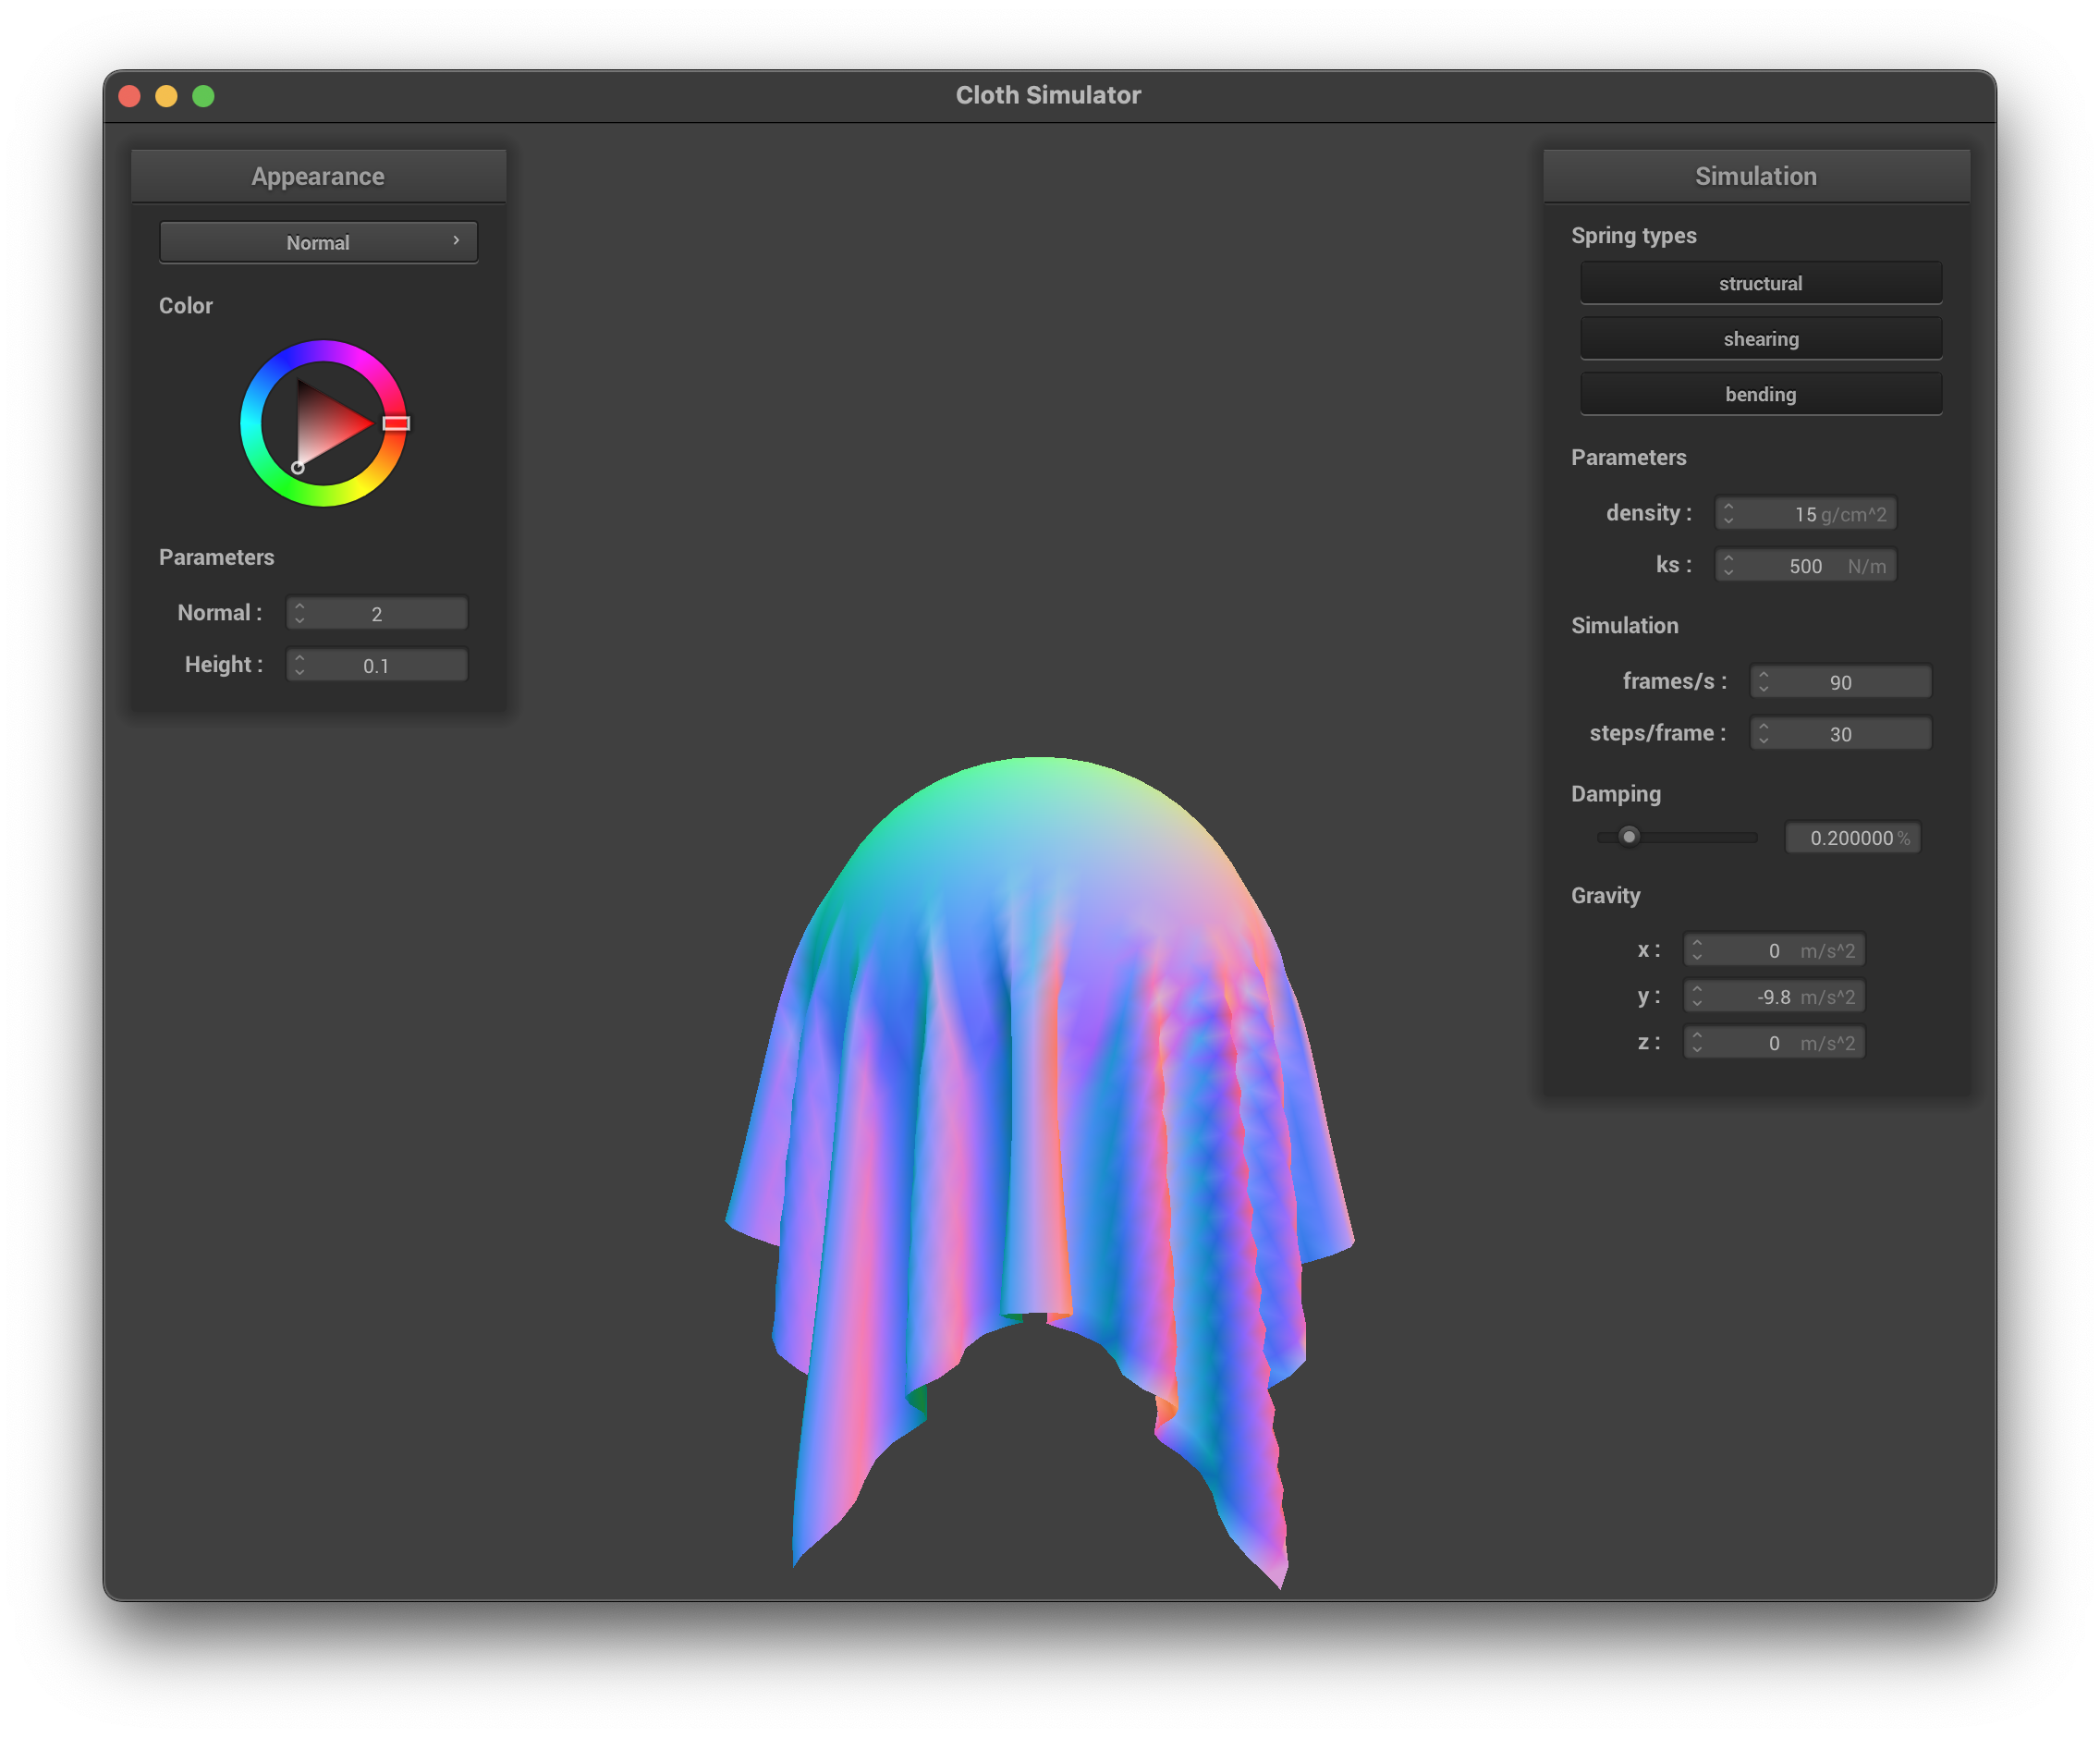 Cloth Simulator
Appearance
Normal
Color
Parameters
Normal : 2
Height : 0.1
Simulation
Spring types
structural
shearing
bending
Parameters
density : 15 g/cm^2
ks : 500 N/m
Simulation
frames/s : 90
steps/frame : 30
Damping
0.200000 %
Gravity
x : 0 m/s^2
y : -9.8 m/s^2
z : 0 m/s^2